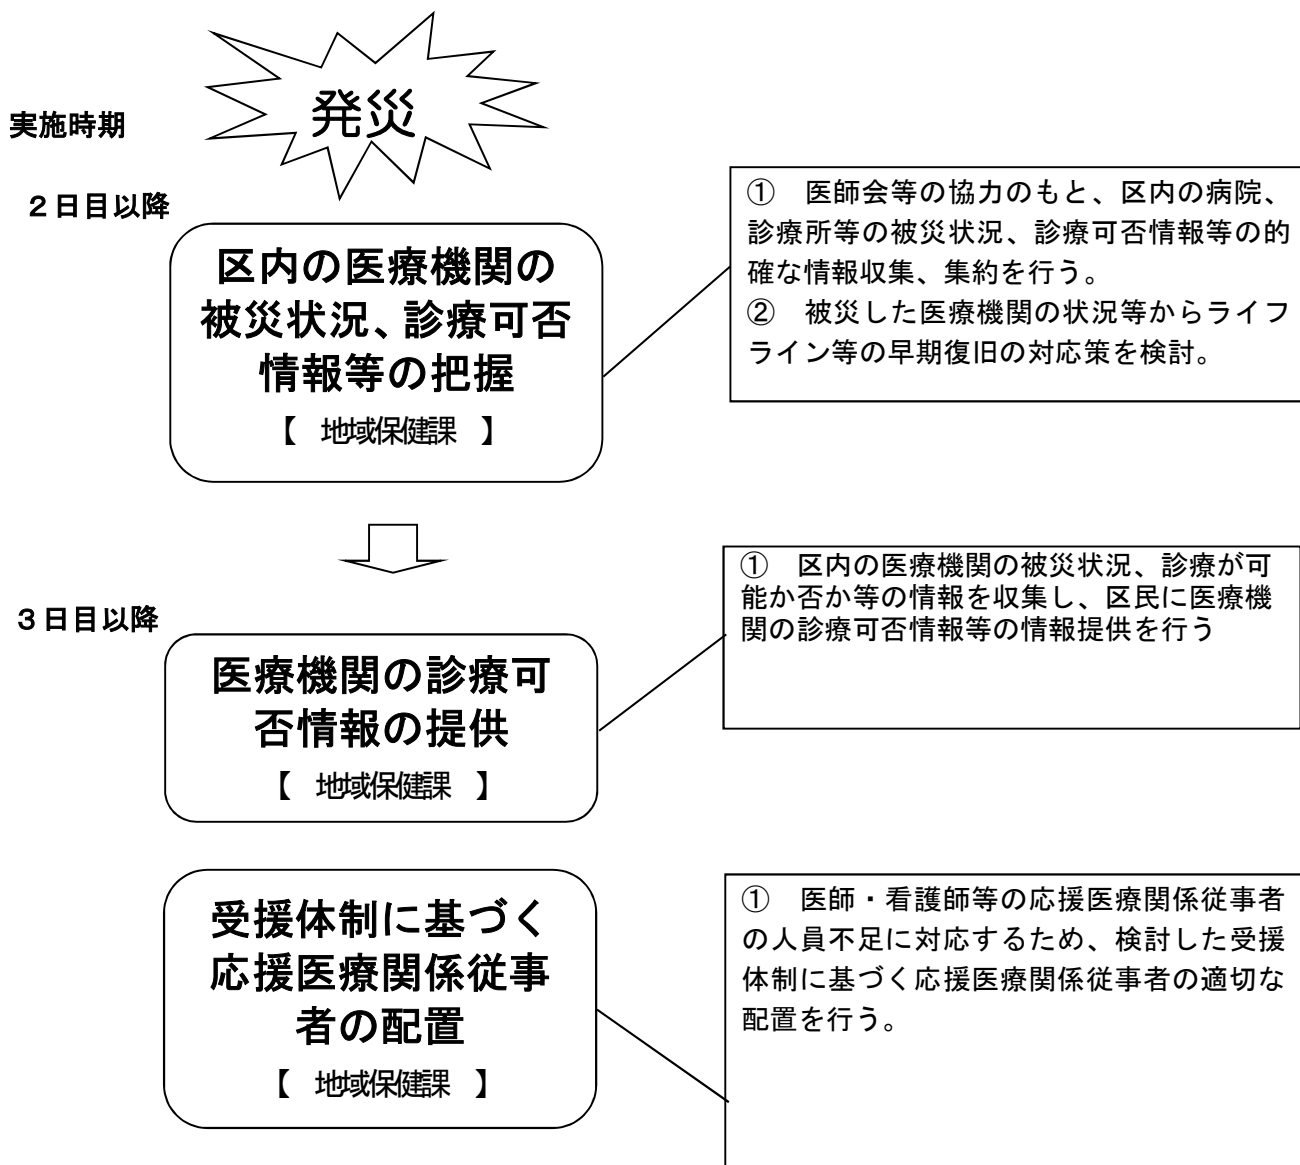 発災
実施時期
２日目以降
区内の医療機関の
被災状況、診療可否
情報等の把握
【　地域保健課　】
①　医師会等の協力のもと、区内の病院、
診療所等の被災状況、診療可否情報等の的
確な情報収集、集約を行う。
②　被災した医療機関の状況等からライフ
ライン等の早期復旧の対応策を検討。
３日目以降
医療機関の診療可
否情報の提供
【　地域保健課　】
①　区内の医療機関の被災状況、診療が可
能か否か等の情報を収集し、区民に医療機
関の診療可否情報等の情報提供を行う
受援体制に基づく
応援医療関係従事
者の配置
【　地域保健課　】
①　医師・看護師等の応援医療関係従事者
の人員不足に対応するため、検討した受援
体制に基づく応援医療関係従事者の適切な
配置を行う。